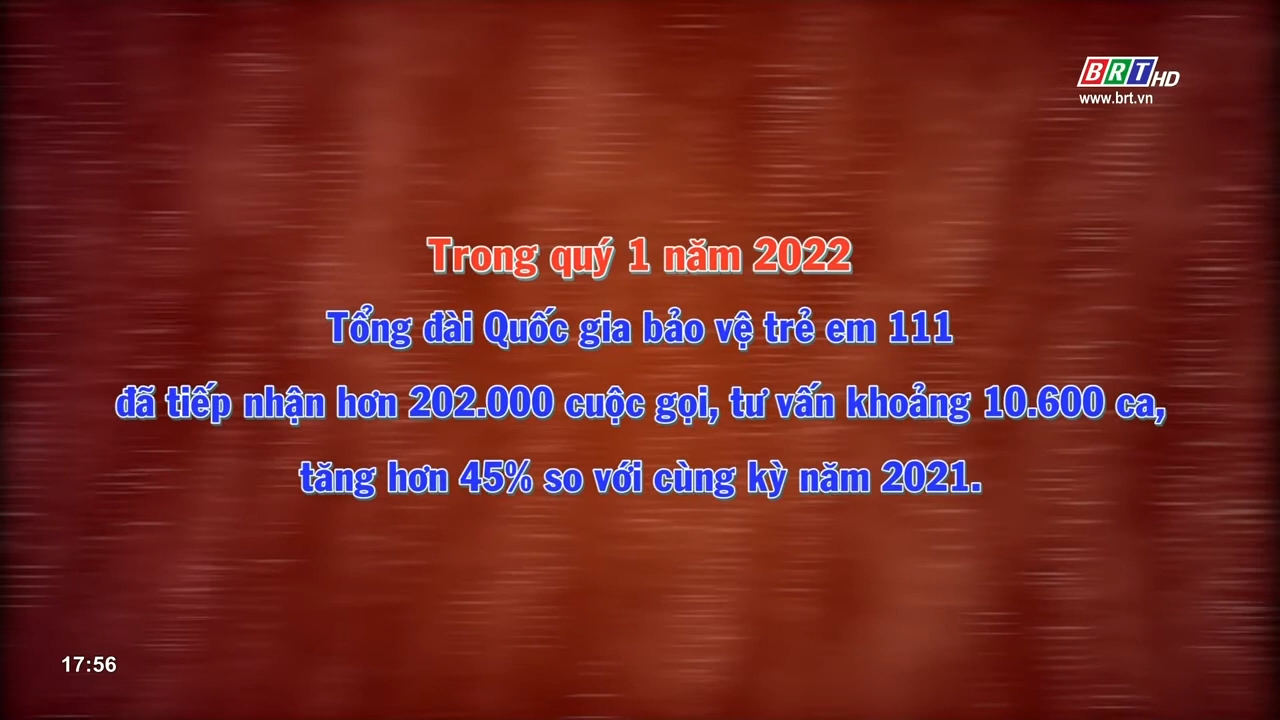 BRT HD
www.brt.vn
Trong quý 1 năm 2022
Tổng đài Quốc gia bảo vệ trẻ em 111
đã tiếp nhận hơn 202.000 cuộc gọi, tư vấn khoảng 10.600 ca,
tăng hơn 45% so với cùng kỳ năm 2021.
17:56